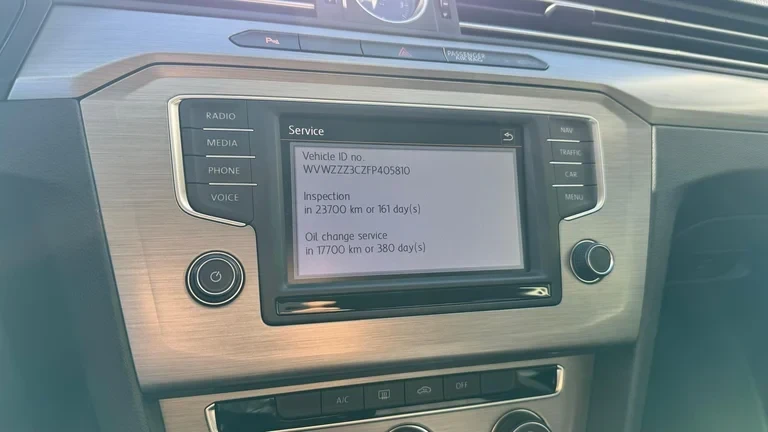 PASSENGER
RADIO
MEDIA
PHONE
VOICE
Service
Vehicle ID no.
WVWZZZ3CZFP405810
Inspection
in 23700 km or 161 day(s)
Oil change service
in 17700 km or 380 day(s)
NAV
TRAFFIC
CAR
MENU
A/C
OFF